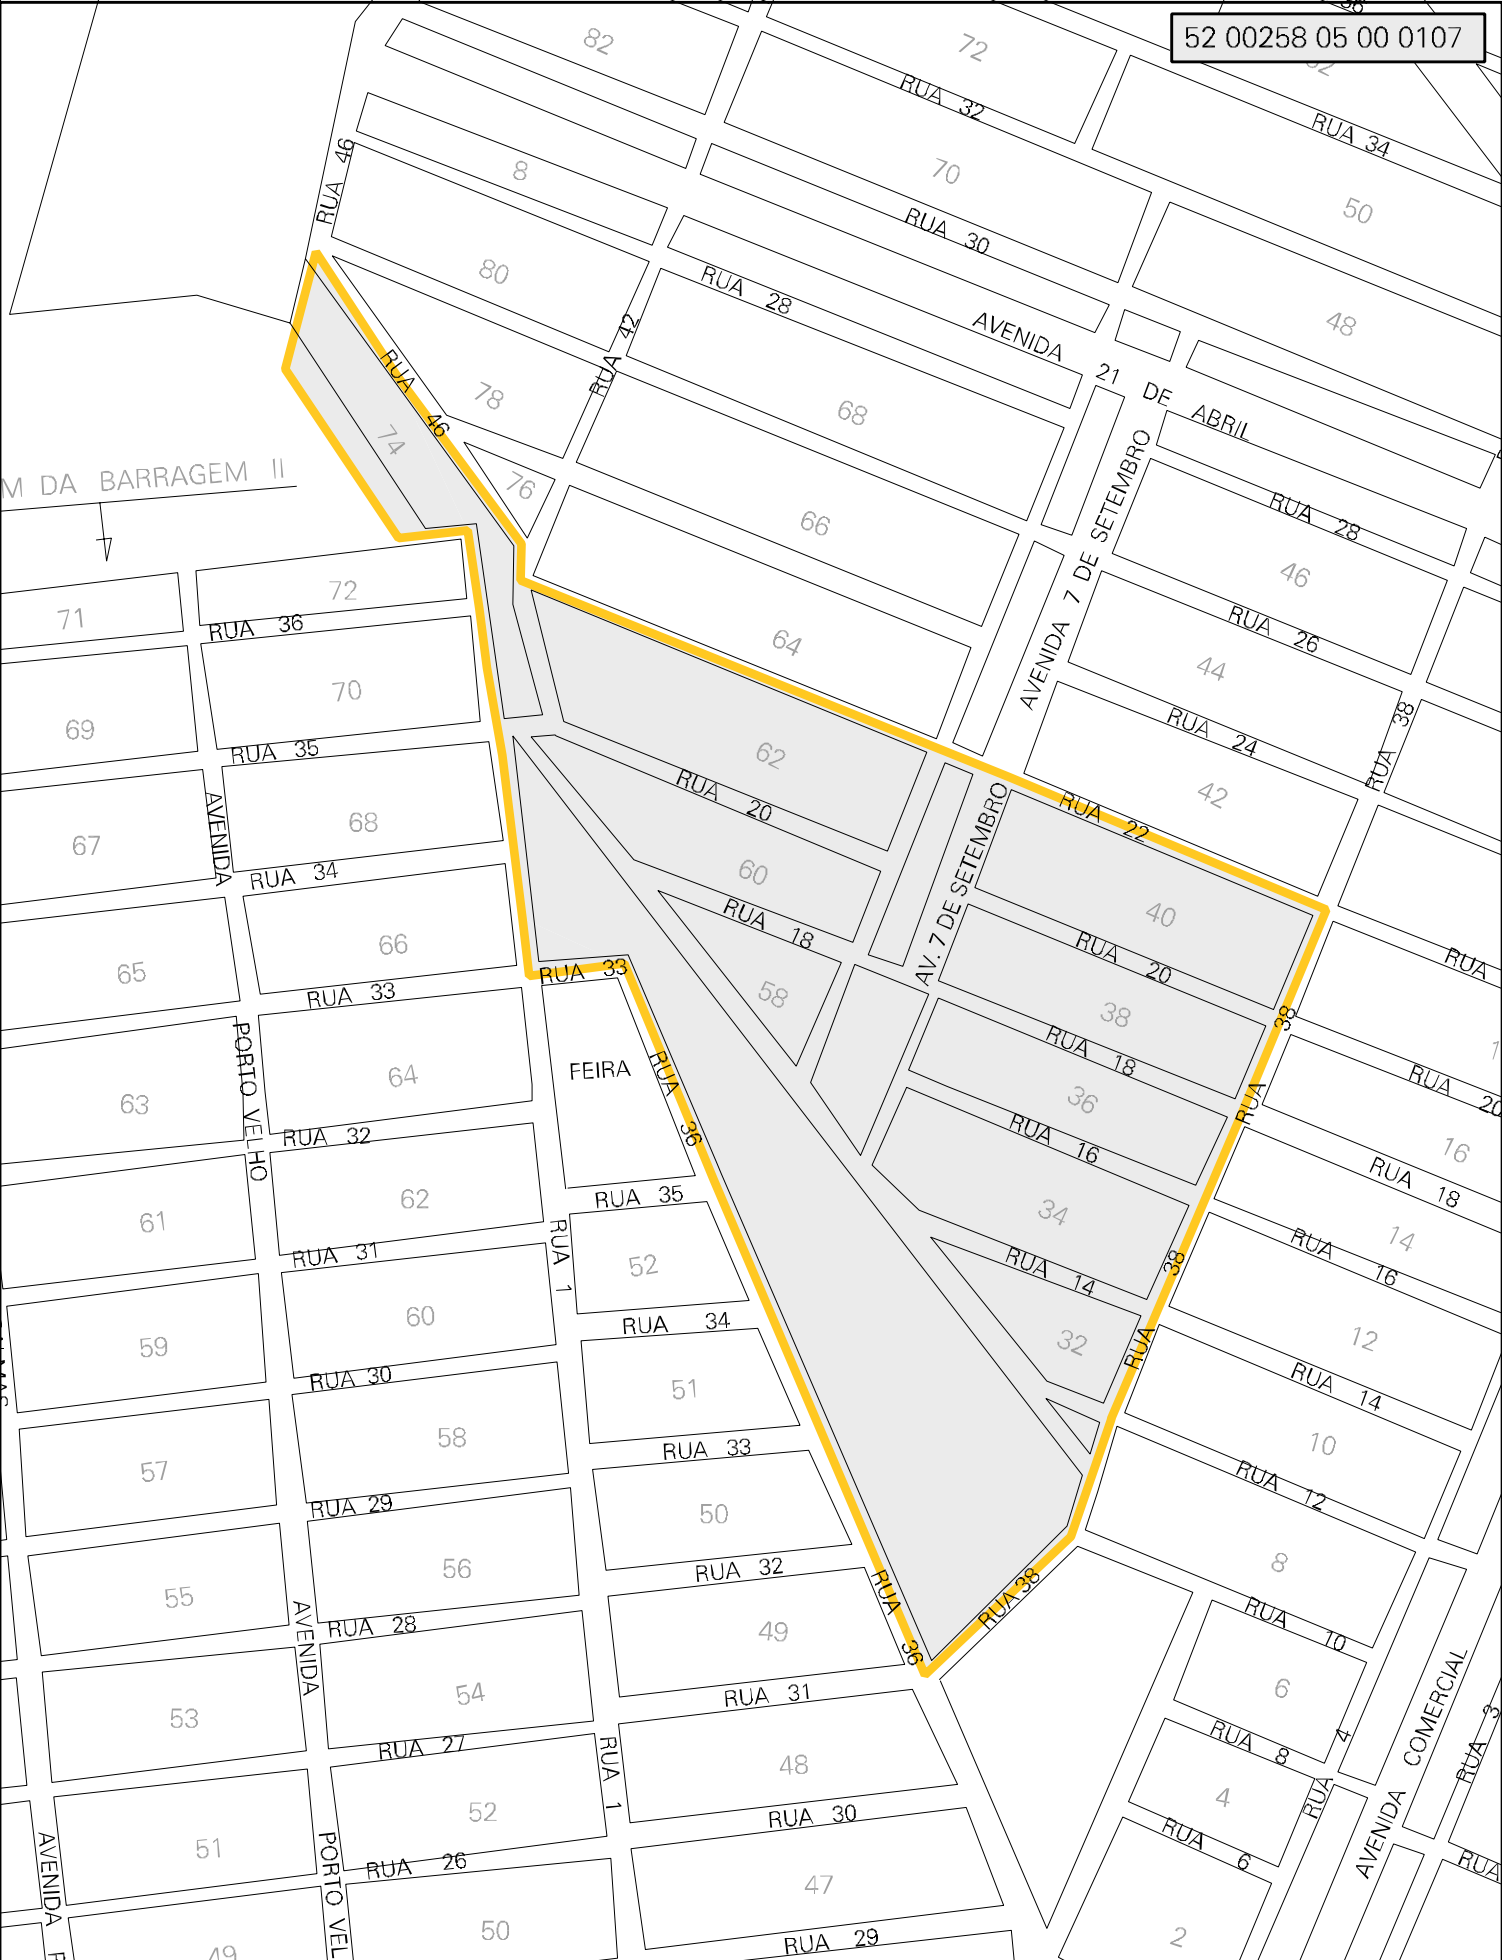 52 00258 05 00 0107
82
72
RUA 32
RUA 34
RUA 46
8
70
50
RUA 30
80
RUA 28
48
RUA 42
AVENIDA 21 DE ABRIL
RUA 46
78
68
74
AVENIDA 7 DE SETEMBRO
M DA BARRAGEM II
76
RUA 28
66
46
72
71
RUA 36
RUA 26
64
44
70
69
RUA 24
RUA 38
RUA 35
62
42
RUA 20
RUA 22
AV. 7 DE SETEMBRO
AVENIDA
67
68
RUA 34
60
RUA 18
40
66
RUA 20
RUA
65
RUA 33
58
RUA 33
38
RUA 38
PORTO VELHO
FEIRA
RUA 36
RUA 18
64
63
36
RUA 20
RUA 32
RUA 16
16
RUA 18
62
RUA 35
61
34
14
RUA 31
RUA 1
52
RUA 14
RUA 16
RUA 38
60
RUA 34
59
32
12
RUA 30
51
RUA 14
58
RUA 33
10
57
RUA 12
RUA 29
50
56
RUA 32
8
55
RUA 36
RUA 38
AVENIDA
RUA 28
49
RUA 10
54
RUA 31
6
53
RUA 27
RUA 1
RUA 8
RUA 4
AVENIDA COMERCIAL
RUA 3
48
4
52
RUA 30
51
RUA 6
RUA
AVENIDA
PORTO VEL
RUA 26
47
50
RUA 29
2
49